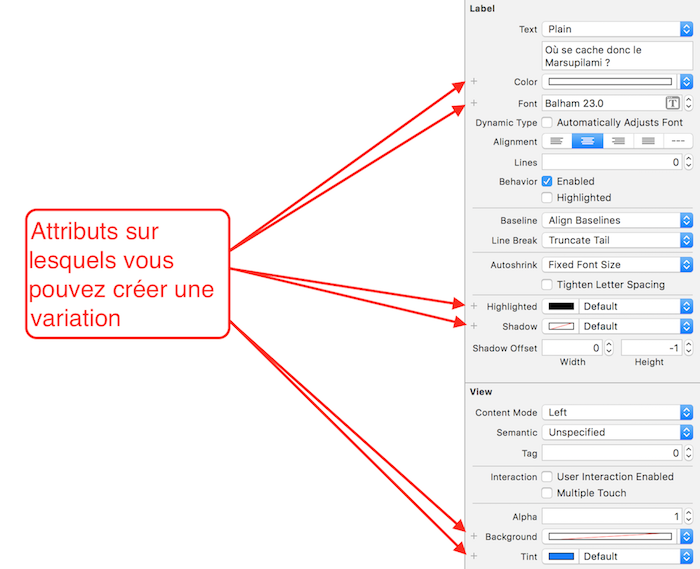 Attributs sur
lesquels vous
pouvez créer une
variation
Label
Text Plain
Où se cache donc le
Marsupilami ?
+ Color
+ Font Balham 23.0 T
Dynamic Type Automatically Adjusts Font
Alignment ---
Lines 0
Behavior Enabled
Highlighted
Baseline Align Baselines
Line Break Truncate Tail
Autoshrink Fixed Font Size
Tighten Letter Spacing
+ Highlighted Default
+ Shadow Default
Shadow Offset 0 -1
Width Height
View
Content Mode Left
Semantic Unspecified
Tag 0
Interaction User Interaction Enabled
Multiple Touch
Alpha 1
+ Background
+ Tint Default